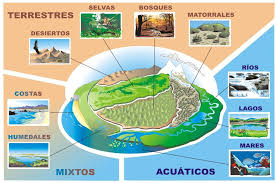 TERRESTRES
SELVAS
BOSQUES
MATORRALES
DESIERTOS
RÍOS
COSTAS
LAGOS
HUMEDALES
MARES
MIXTOS
ACUÁTICOS